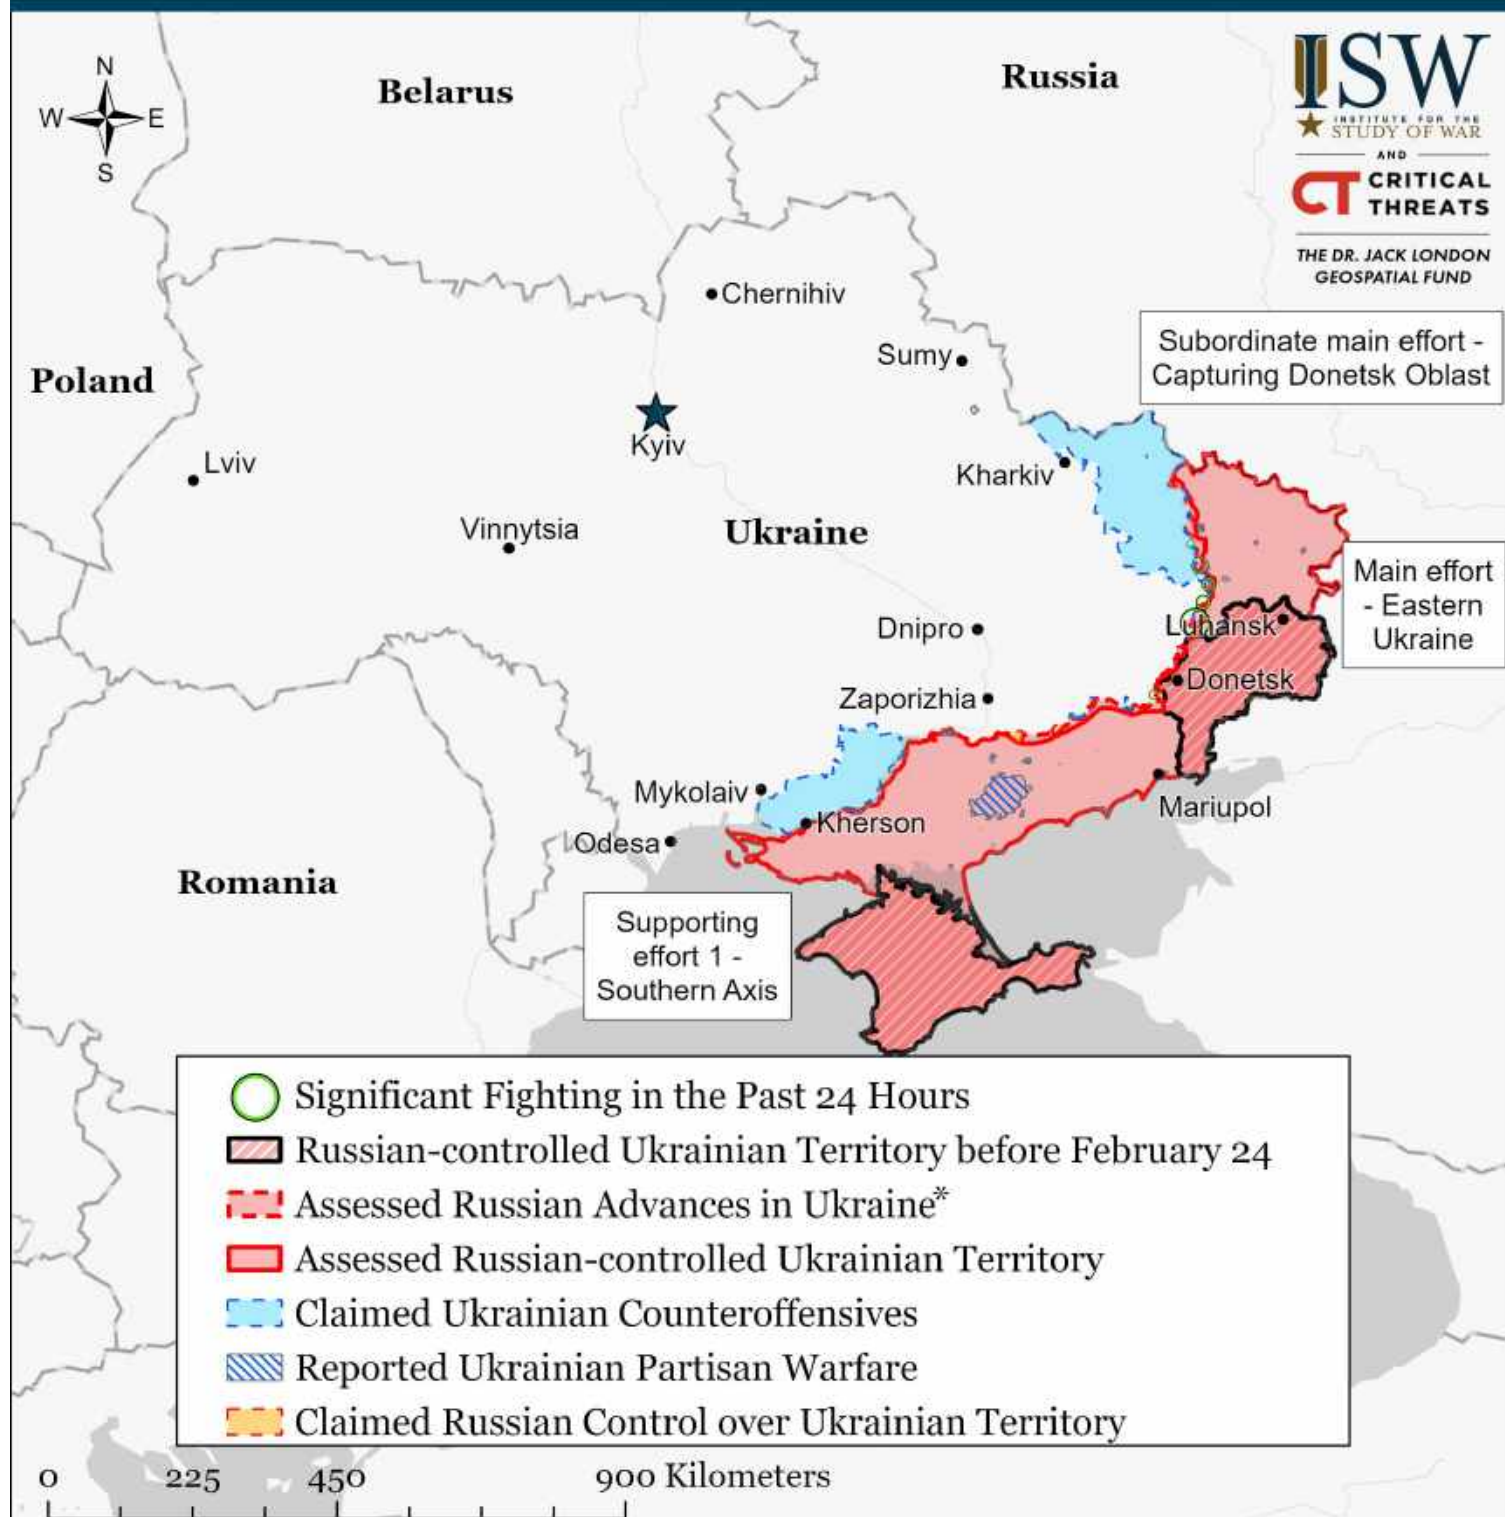 N
W E
S
Belarus
Russia
ISW
INSTITUTE FOR THE
STUDY OF WAR
AND
CT CRITICAL
THREATS
THE DR. JACK LONDON
GEOSPATIAL FUND
Chernihiv
Subordinate main effort -
Capturing Donetsk Oblast
Sumy
Poland
Kyiv
Lviv
Kharkiv
Vinnytsia
Ukraine
Main effort
- Eastern
Ukraine
Dnipro
Luhansk
Donetsk
Zaporizhia
Mykolaiv
Mariupol
Kherson
Odesa
Romania
Supporting
effort 1 -
Southern Axis
Significant Fighting in the Past 24 Hours
Russian-controlled Ukrainian Territory before February 24
Assessed Russian Advances in Ukraine*
Assessed Russian-controlled Ukrainian Territory
Claimed Ukrainian Counteroffensives
Reported Ukrainian Partisan Warfare
Claimed Russian Control over Ukrainian Territory
0 225 450 900 Kilometers